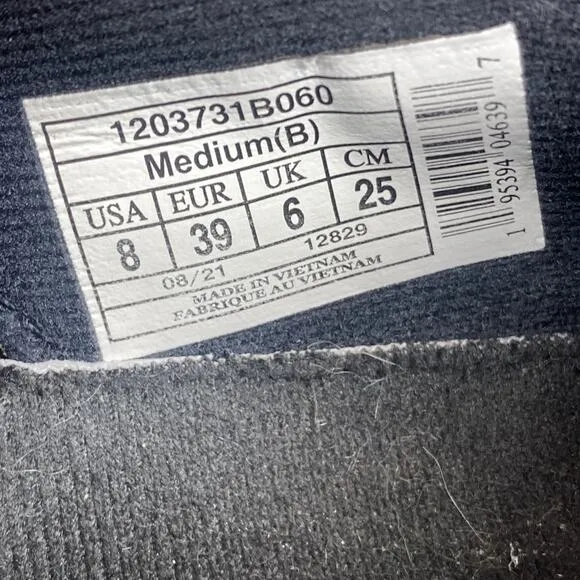 1203731B060
Medium(B)
USA EUR UK CM
8 39 6 25
08/21 12829
MADE IN VIETNAM
FABRIQUE AU VIETNAM
1 95394 04639 7